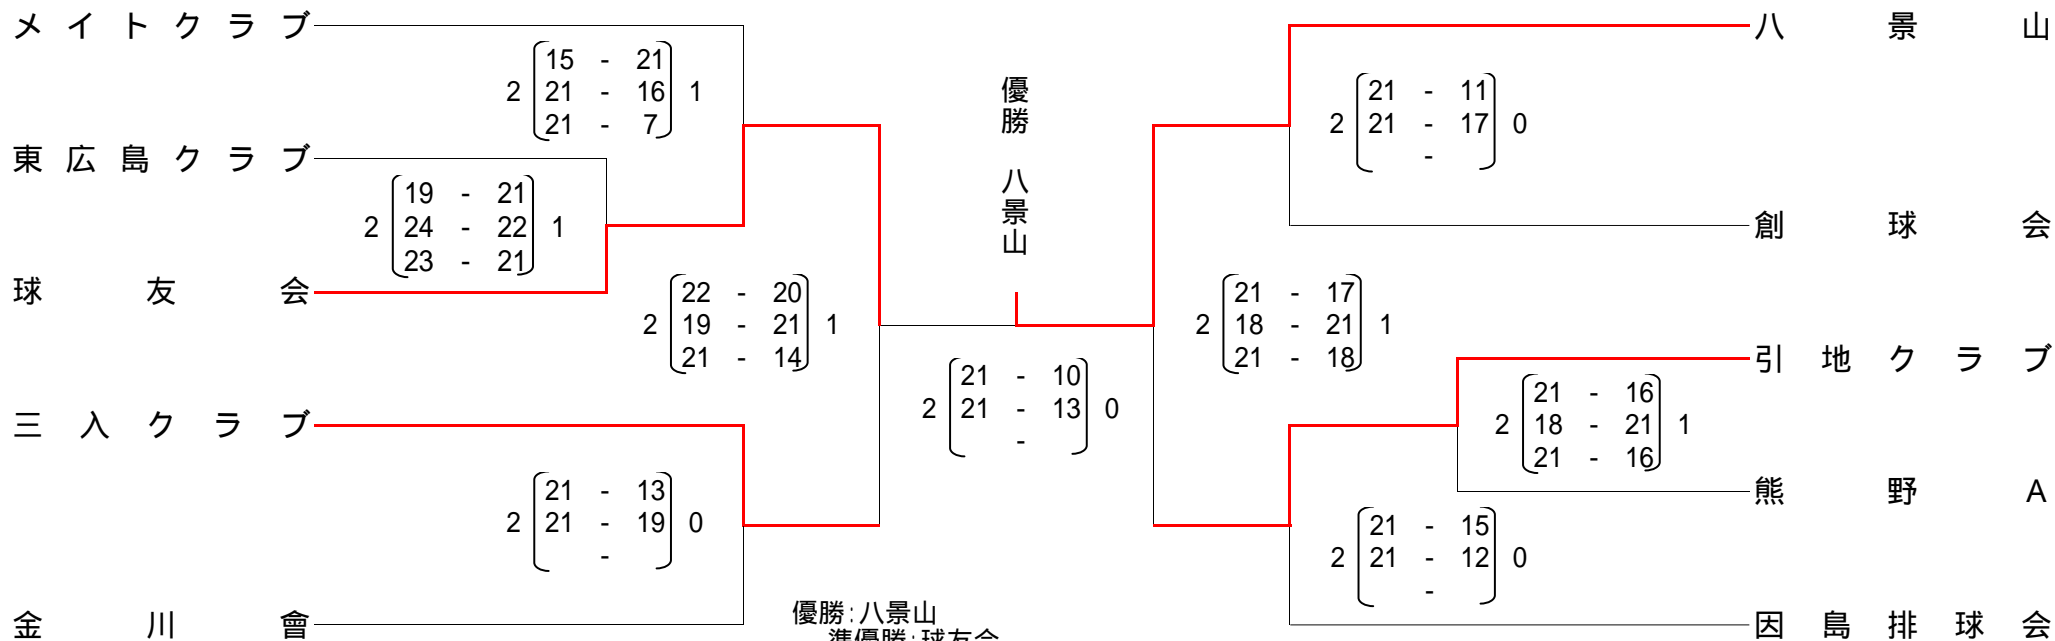 メイトクラブ
2 15 - 21 1
21 - 16
21 - 7
東広島クラブ
2 19 - 21 1
24 - 22
23 - 21
球友会
2 22 - 20 1
19 - 21
21 - 14
三入クラブ
2 21 - 13 0
21 - 19
-
金川會
優勝 八景山
2 21 - 10 0
21 - 13
-
優勝:八景山
準優勝:球友会
八景山
2 21 - 11 0
21 - 17
-
創球会
2 21 - 17 1
18 - 21
21 - 18
引地クラブ
2 21 - 16 1
18 - 21
21 - 16
熊野A
2 21 - 15 0
21 - 12
-
因島排球会